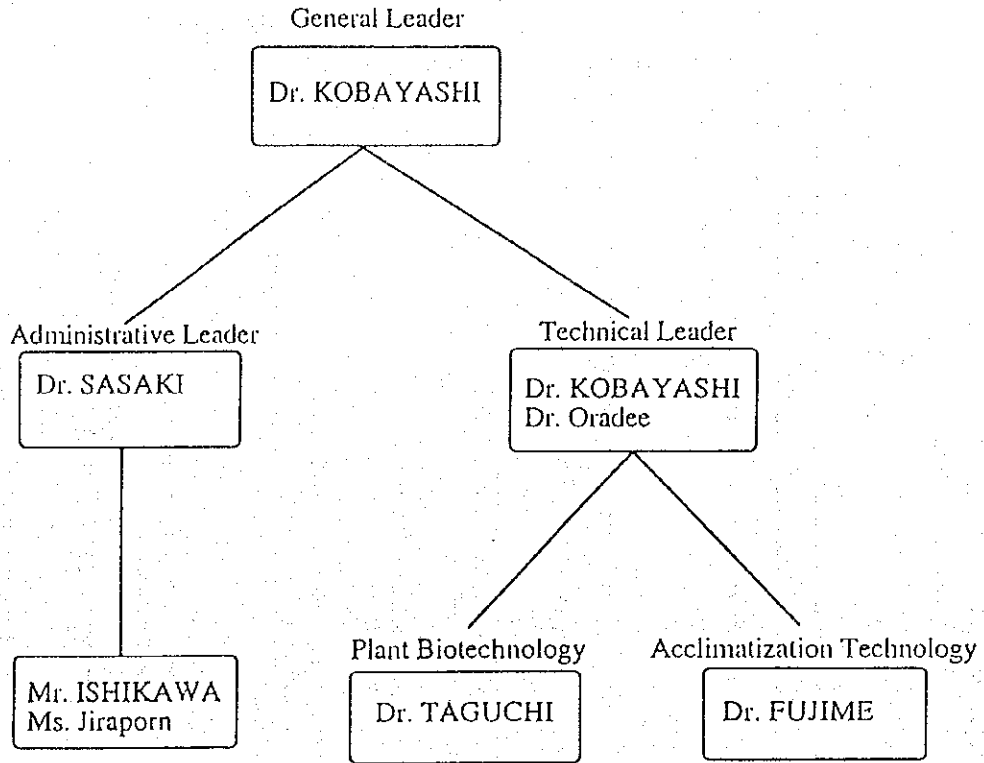 General Leader
Dr. KOBAYASHI
Administrative Leader
Dr. SASAKI
Technical Leader
Dr. KOBAYASHI
Dr. Oradee
Mr. ISHIKAWA
Ms. Jiraporn
Plant Biotechnology
Dr. TAGUCHI
Acclimatization Technology
Dr. FUJIME